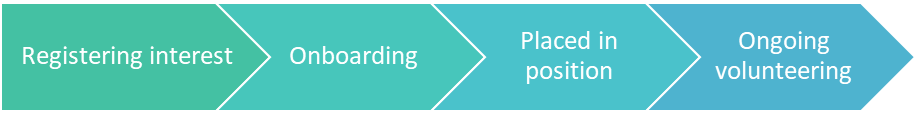 Registering interest
Onboarding
Placed in
position
Ongoing
volunteering